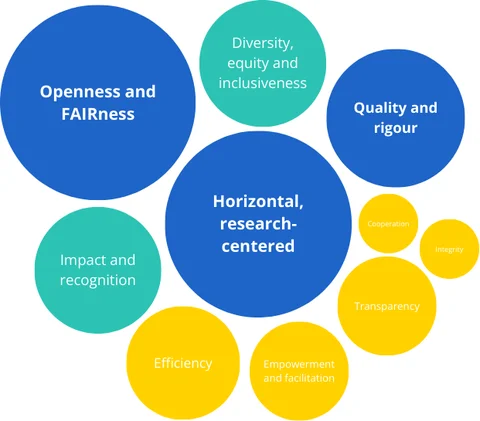 Diversity,
equity and
inclusiveness
Openness and
FAIRness
Quality and
rigour
Horizontal,
research-
centered
Cooperation
Integrity
Impact and
recognition
Transparency
Efficiency
Empowerment
and facilitation